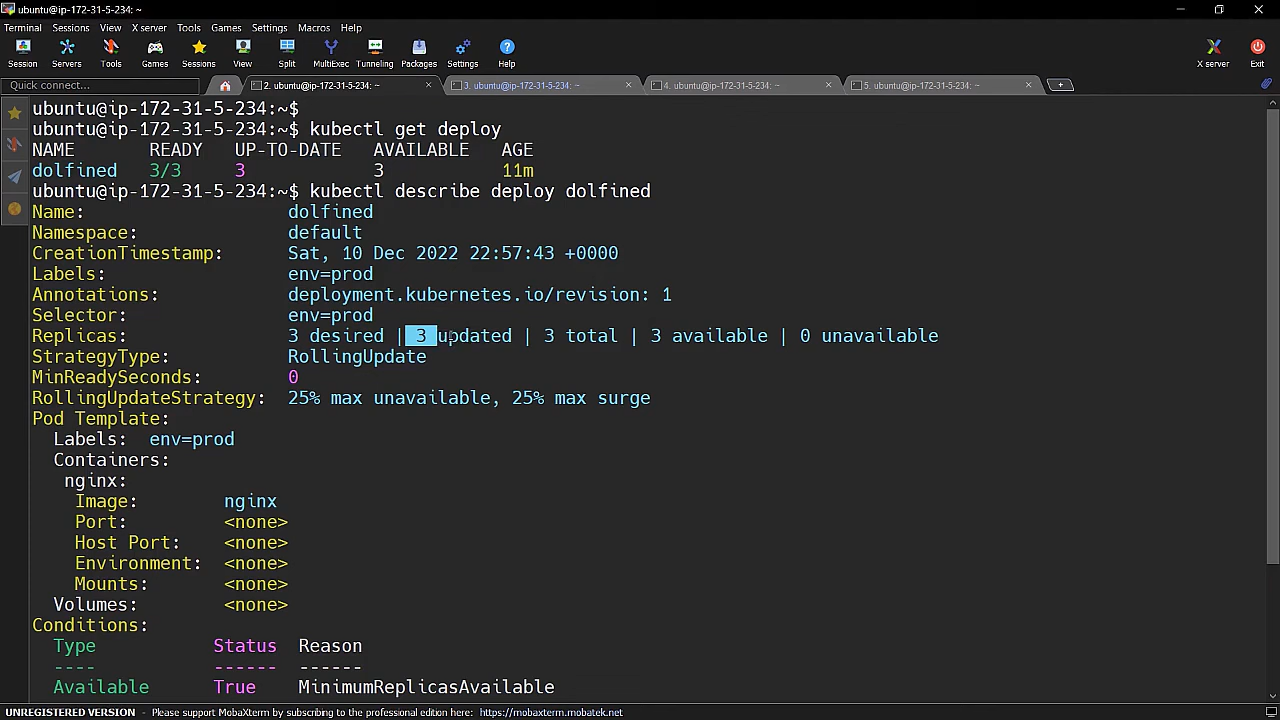 ubuntu@ip-172-31-5-234: ~
Terminal Sessions View X server Tools Games Settings Macros Help
Session Servers Tools Games Sessions View Split MultiExec Tunneling Packages Settings Help X server Exit
Quick connect... 2. ubuntu@ip-172-31-5-234: ~ 3. ubuntu@ip-172-31-5-234: ~ 4. ubuntu@ip-172-31-5-234: ~ 5. ubuntu@ip-172-31-5-234: ~
ubuntu@ip-172-31-5-234:~$
ubuntu@ip-172-31-5-234:~$ kubectl get deploy
NAME READY UP-TO-DATE AVAILABLE AGE
dolfined 3/3 3 3 11m
ubuntu@ip-172-31-5-234:~$ kubectl describe deploy dolfined
Name: dolfined
Namespace: default
CreationTimestamp: Sat, 10 Dec 2022 22:57:43 +0000
Labels: env=prod
Annotations: deployment.kubernetes.io/revision: 1
Selector: env=prod
Replicas: 3 desired | 3 updated | 3 total | 3 available | 0 unavailable
StrategyType: RollingUpdate
MinReadySeconds: 0
RollingUpdateStrategy: 25% max unavailable, 25% max surge
Pod Template:
Labels: env=prod
Containers:
nginx:
Image: nginx
Port: <none>
Host Port: <none>
Environment: <none>
Mounts: <none>
Volumes: <none>
Conditions:
Type Status Reason
---- ------ ------
Available True MinimumReplicasAvailable
UNREGISTERED VERSION - Please support MobaXterm by subscribing to the professional edition here: https://mobaxterm.mobatek.net